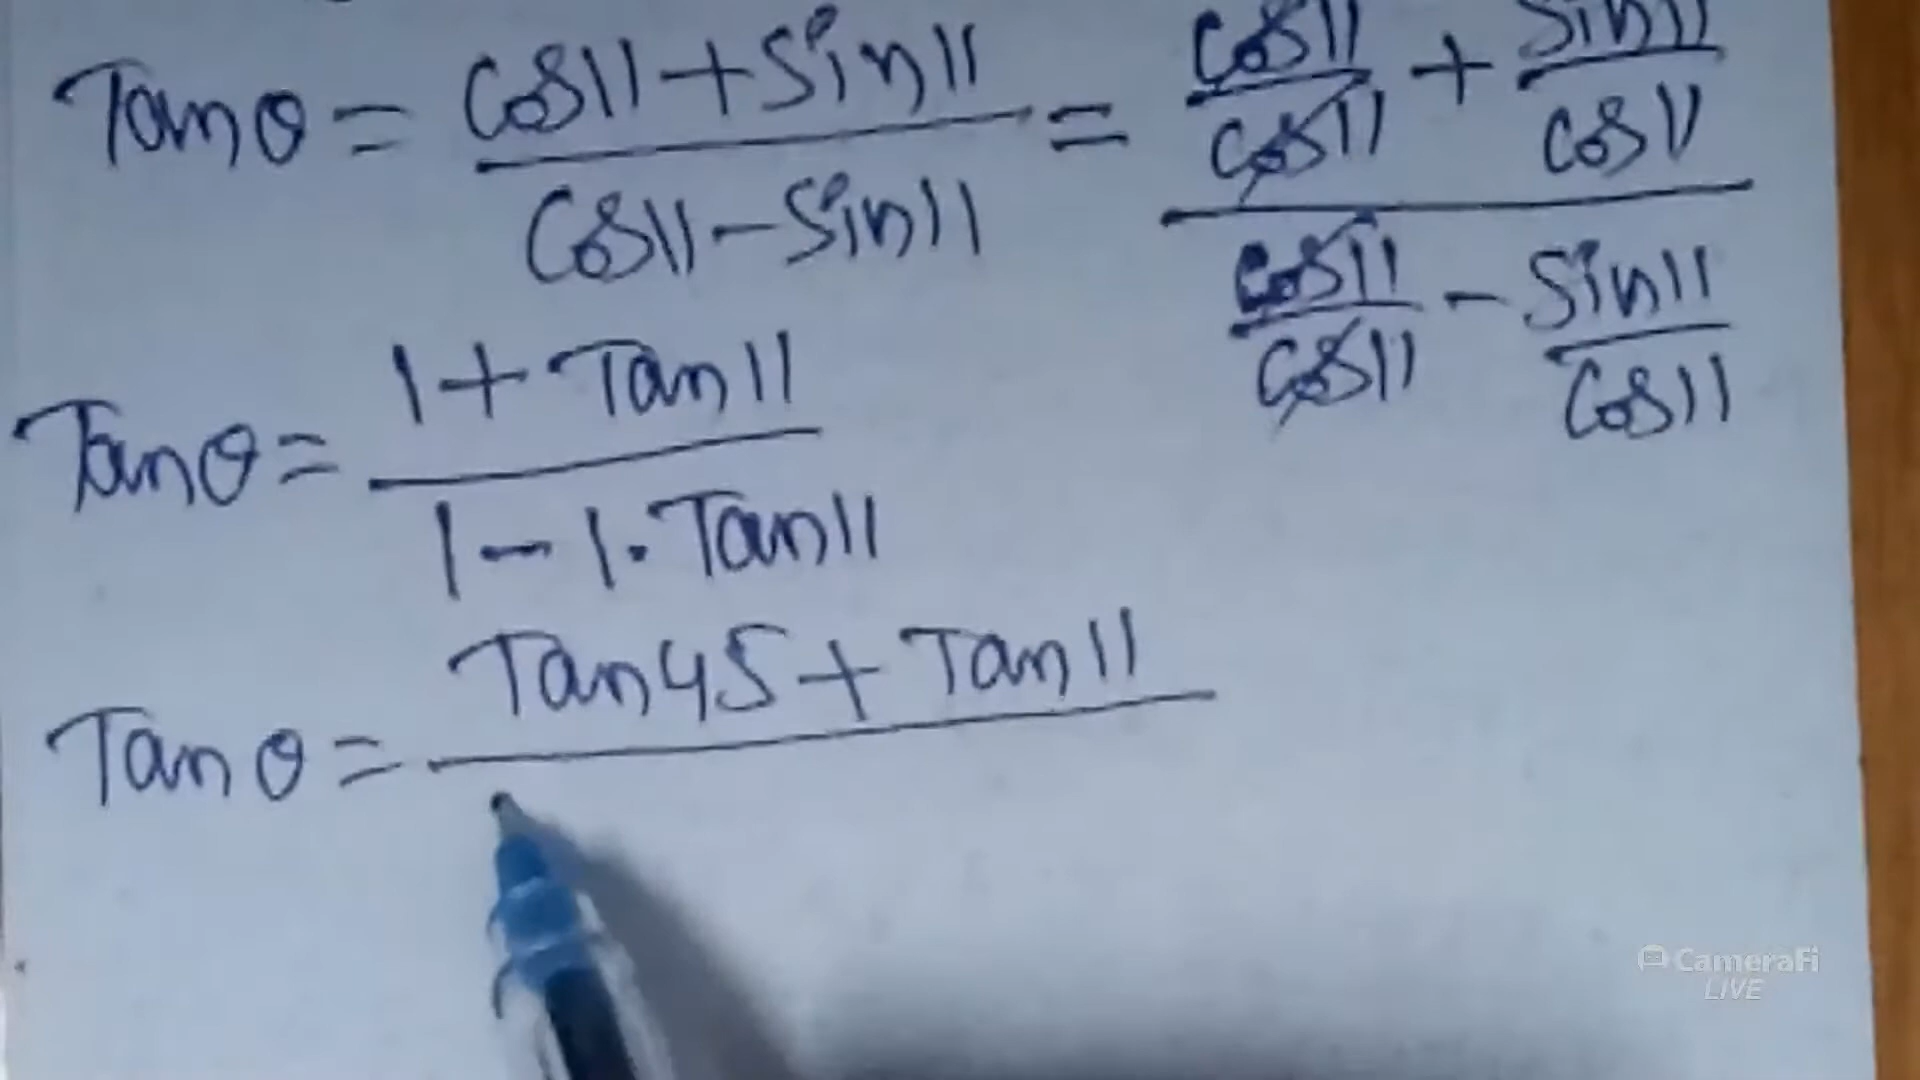 Tanθ = Cos11 + Sin11 / Cos11 - Sin11 = Cos11/Cos11 + Sin11/Cos11 / Cos11/Cos11 - Sin11/Cos11
Tanθ = 1 + Tan11 / 1 - 1.Tan11
Tanθ = Tan45 + Tan11
CameraFi
LIVE